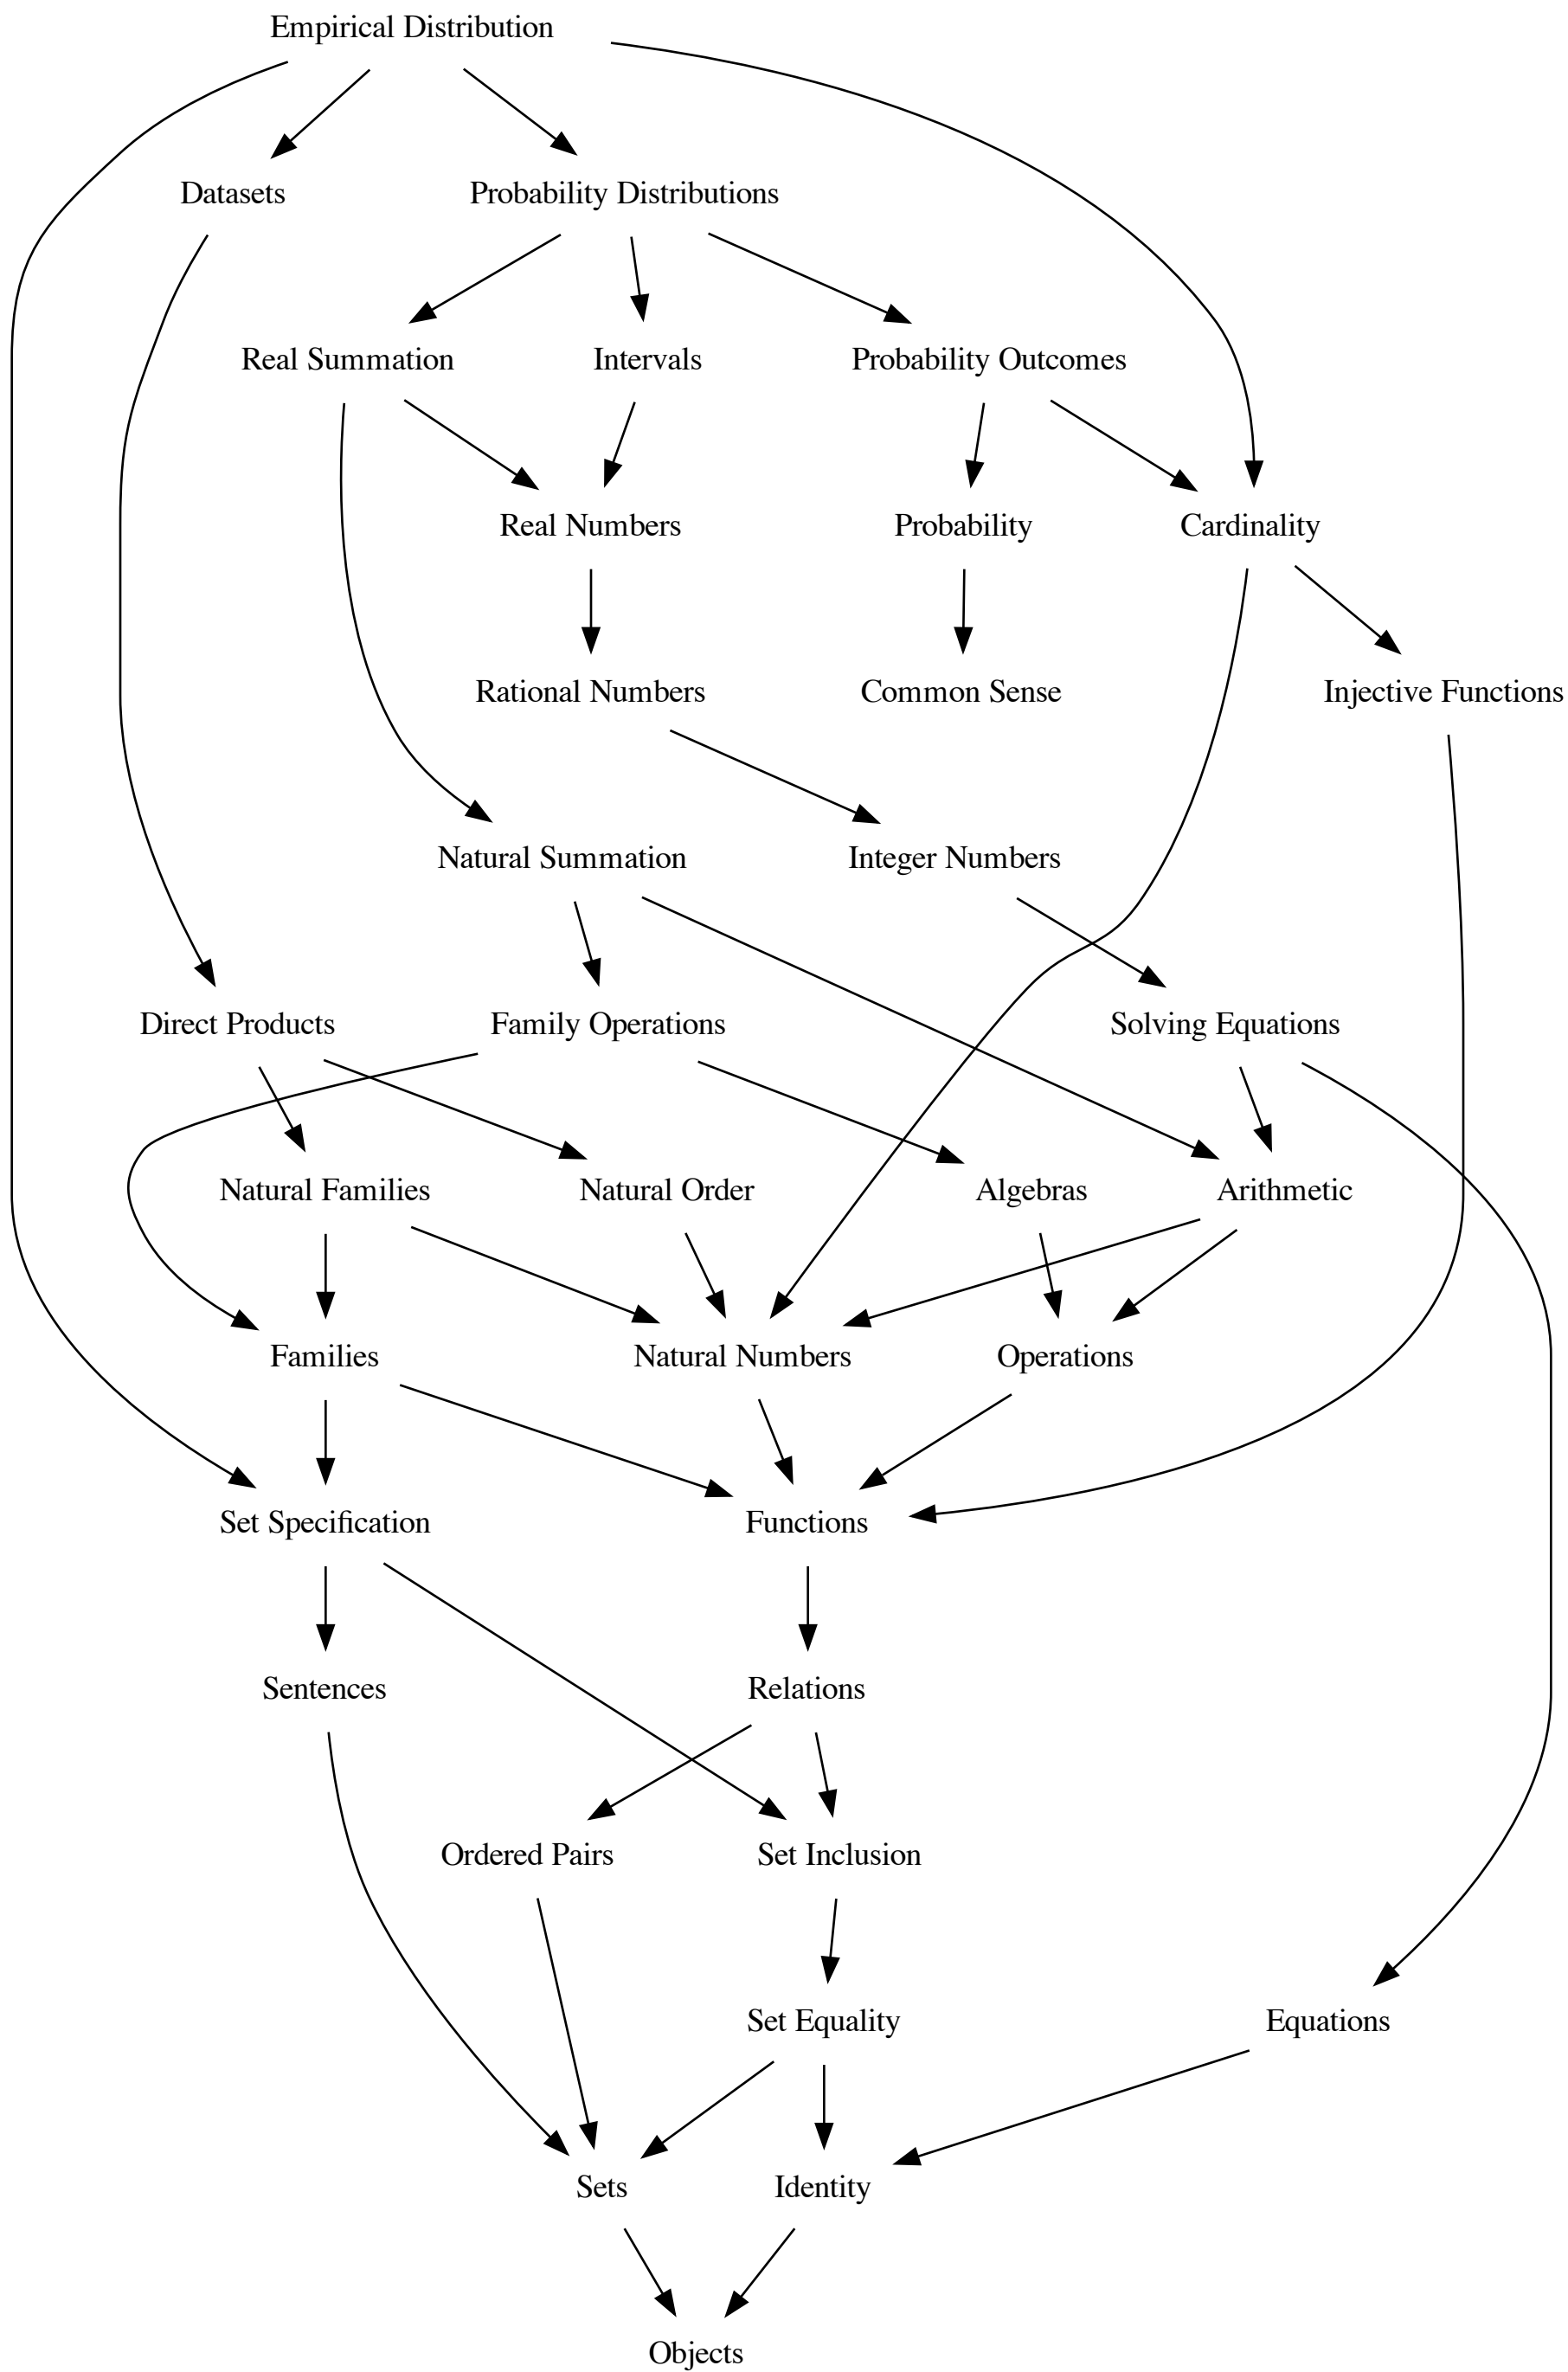 Empirical Distribution
Datasets
Probability Distributions
Real Summation
Intervals
Probability Outcomes
Real Numbers
Probability
Cardinality
Rational Numbers
Common Sense
Injective Functions
Natural Summation
Integer Numbers
Direct Products
Family Operations
Solving Equations
Natural Families
Natural Order
Algebras
Arithmetic
Families
Natural Numbers
Operations
Set Specification
Functions
Sentences
Relations
Ordered Pairs
Set Inclusion
Set Equality
Equations
Sets
Identity
Objects